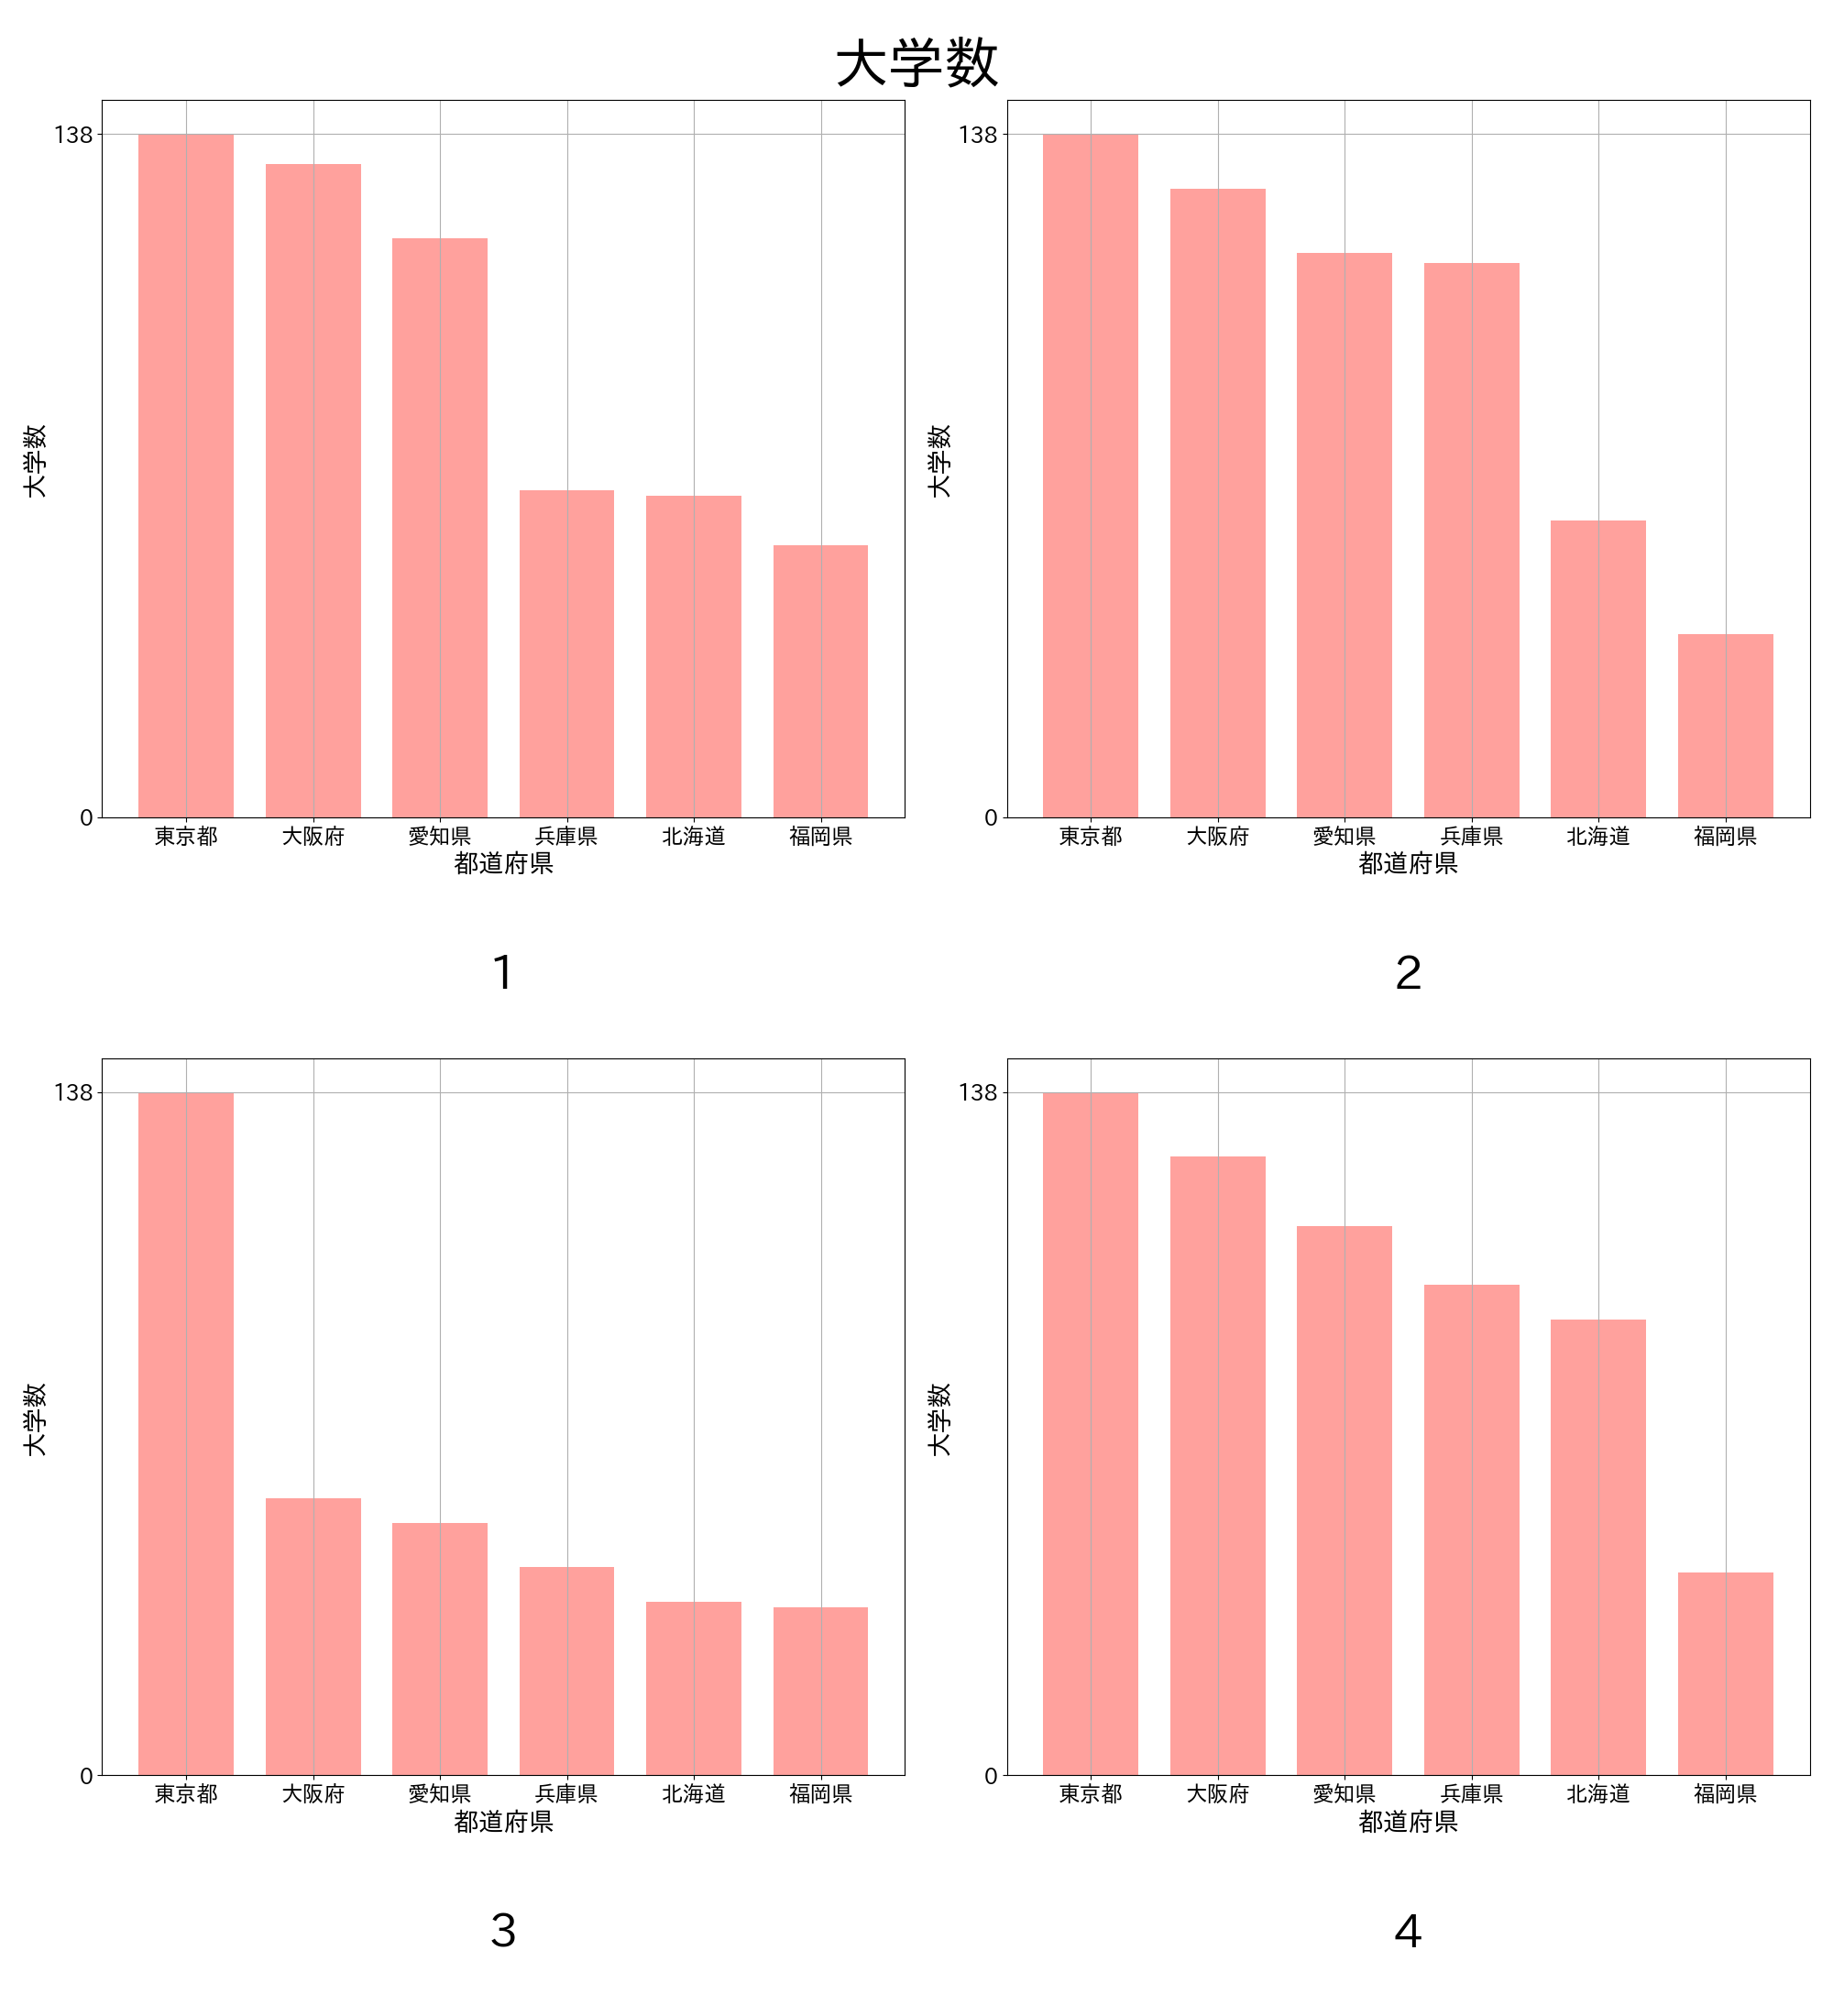 大学数
138
0
大学数
東京都 大阪府 愛知県 兵庫県 北海道 福岡県
都道府県
1
138
0
大学数
東京都 大阪府 愛知県 兵庫県 北海道 福岡県
都道府県
2
138
0
大学数
東京都 大阪府 愛知県 兵庫県 北海道 福岡県
都道府県
3
138
0
大学数
東京都 大阪府 愛知県 兵庫県 北海道 福岡県
都道府県
4